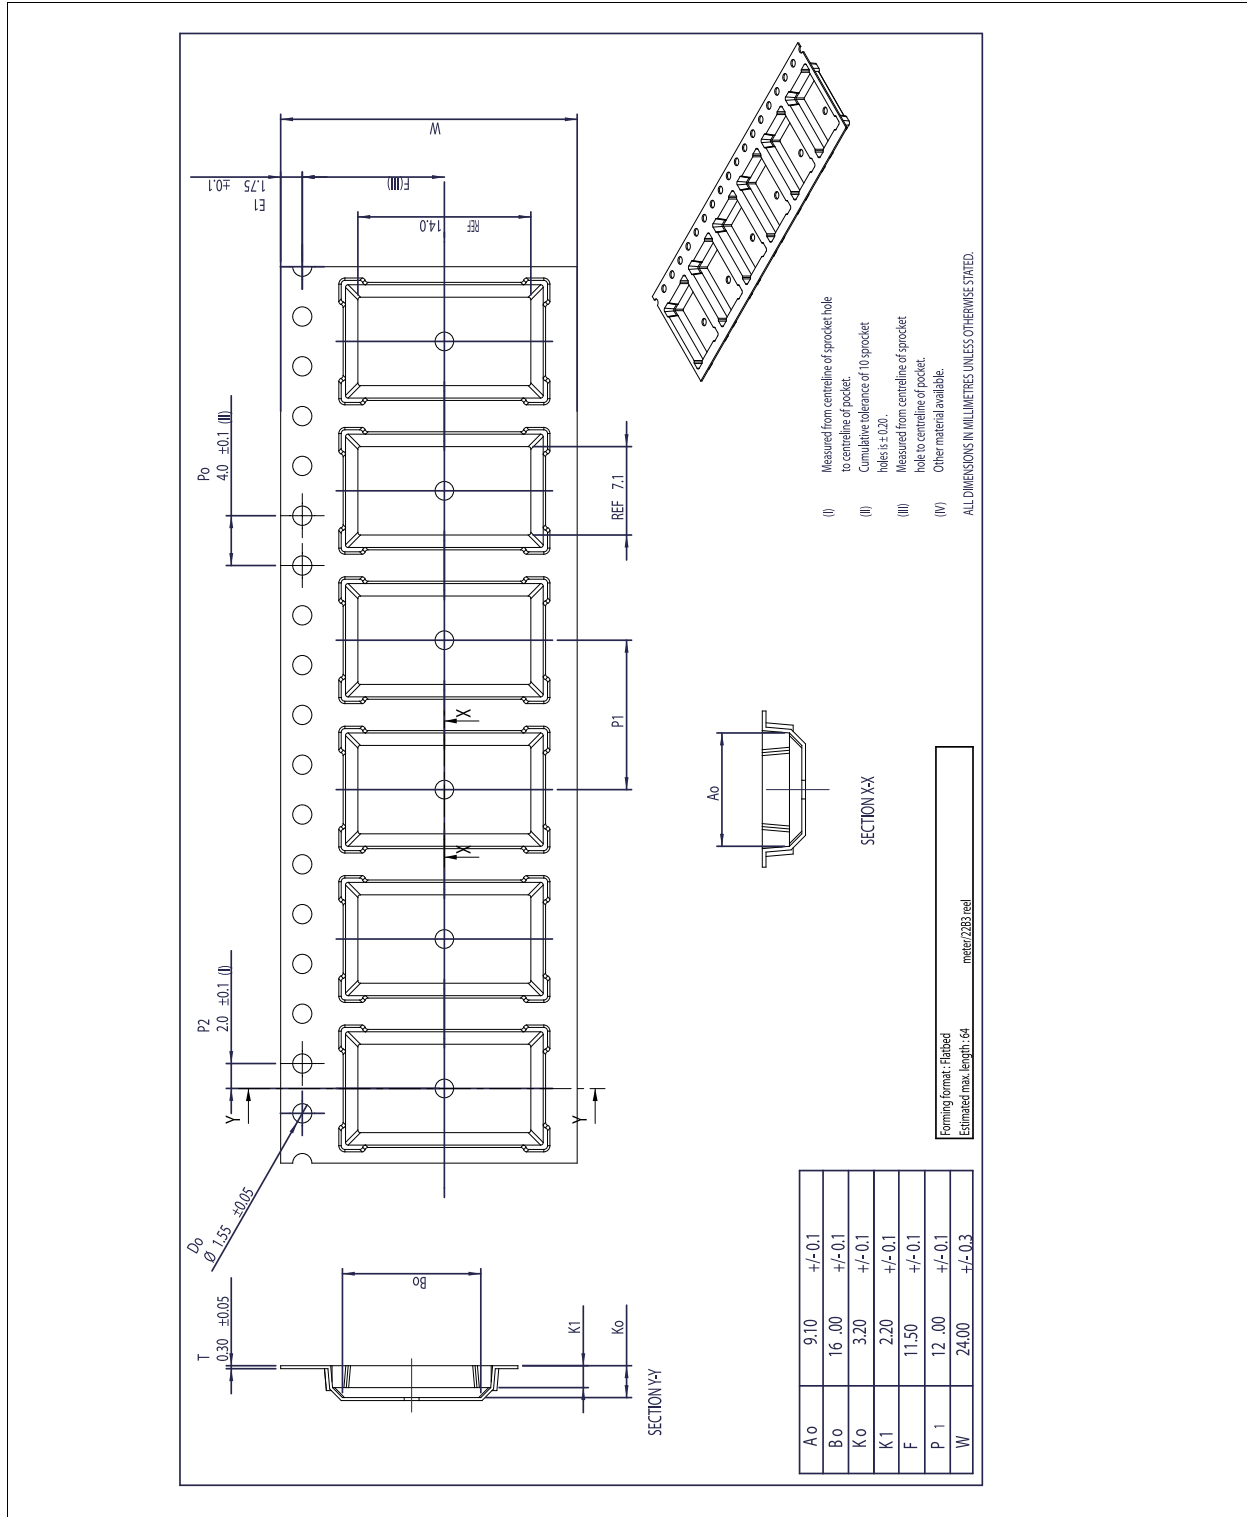 W
E1
1.75 ±0.1
F(III)
14.0 REF
Po
4.0 ±0.1 (II)
REF 7.1
P1
X
X
P2
2.0 ±0.1 (I)
Y
Y
Do
Ø 1.55 ±0.05
T
0.30 ±0.05
Bo
K1
Ko
SECTION Y-Y
Ao
SECTION X-X
(I) Measured from centreline of sprocket hole
to centreline of pocket.
(II) Cumulative tolerance of 10 sprocket
holes is ± 0.20.
(III) Measured from centreline of sprocket
hole to centreline of pocket.
(IV) Other material available.
ALL DIMENSIONS IN MILLIMETRES UNLESS OTHERWISE STATED.
Forming format : Flatbed
Estimated max. length : 64 meter/22B3 reel
Ao 9.10 +/- 0.1
Bo 16.00 +/- 0.1
Ko 3.20 +/- 0.1
K1 2.20 +/- 0.1
F 11.50 +/- 0.1
P1 12.00 +/- 0.1
W 24.00 +/- 0.3